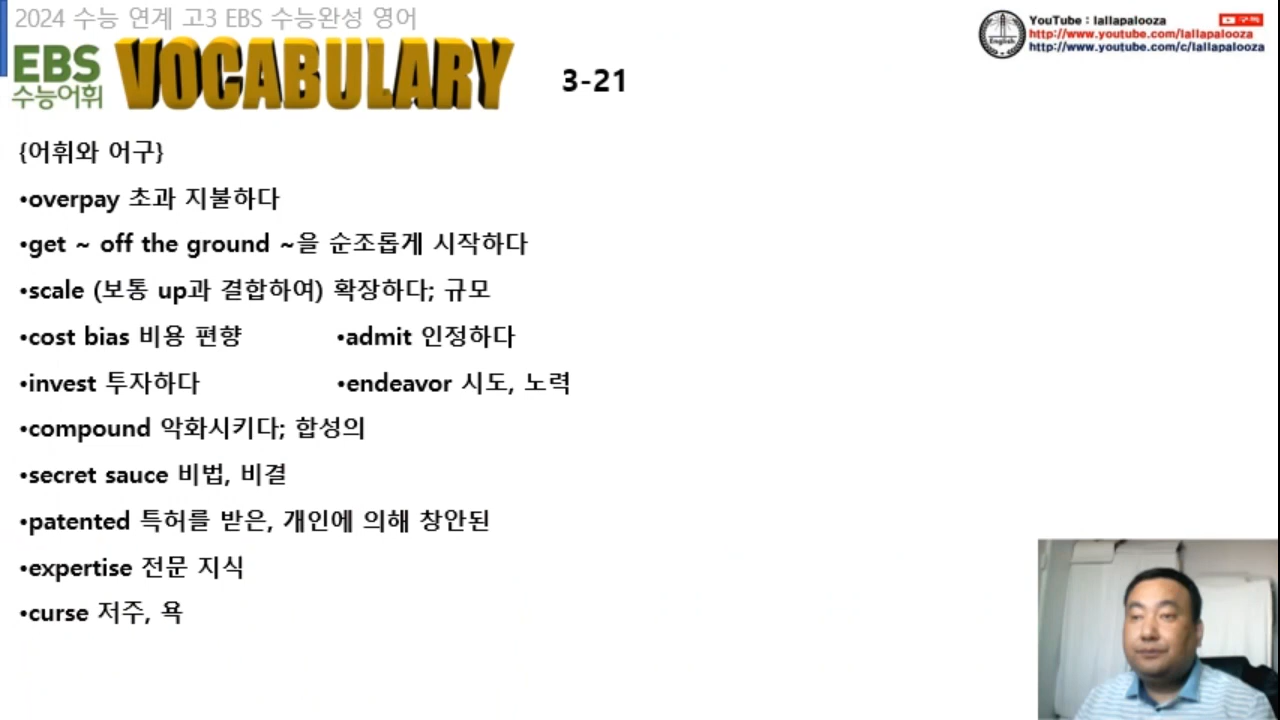 2024 수능 연계 고3 EBS 수능완성 영어
EBS 수능어휘
VOCABULARY
3-21
YouTube : lallapalooza
구독
http://www.youtube.com/lallapalooza
http://www.youtube.com/c/lallapalooza
English
{어휘와 어구}
•overpay 초과 지불하다
•get ~ off the ground ~을 순조롭게 시작하다
•scale (보통 up과 결합하여) 확장하다; 규모
•cost bias 비용 편향 •admit 인정하다
•invest 투자하다 •endeavor 시도, 노력
•compound 악화시키다; 합성의
•secret sauce 비법, 비결
•patented 특허를 받은, 개인에 의해 창안된
•expertise 전문 지식
•curse 저주, 욕